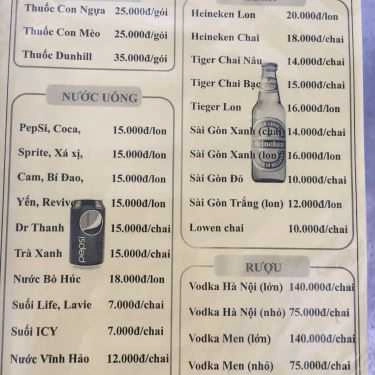 Thuốc Con Ngựa 25.000đ/gói
Thuốc Con Mèo 25.000đ/gói
Thuốc Dunhill 35.000đ/gói
NƯỚC UỐNG
PepSi, Coca, 15.000đ/lon
Sprite, Xá xị, 15.000đ/lon
Cam, Bí Đao, 15.000đ/lon
Yến, Revive 15.000đ/lon
Dr Thanh 15.000đ/chai
Trà Xanh 15.000đ/chai
Nước Bò Húc 18.000đ/lon
Suối Life, Lavie 7.000đ/chai
Suối ICY 7.000đ/chai
Nước Vĩnh Hảo 12.000đ/chai
pepsi
Heineken Lon 20.000đ/lon
Heineken Chai 18.000đ/chai
Tiger Chai Nâu 14.000đ/chai
Tiger Chai Bạc 15.000đ/chai
Tieger Lon 16.000đ/lon
Sài Gòn Xanh (chai) 14.000đ/chai
Sài Gòn Xanh (lon) 16.000đ/lon
Sài Gòn Đỏ 10.000đ/chai
Sài Gòn Trắng (lon) 12.000đ/lon
Lowen chai 10.000đ/chai
Heineken
RƯỢU
Vodka Hà Nội (lớn) 140.000đ/chai
Vodka Hà Nội (nhỏ) 75.000đ/chai
Vodka Men (lớn) 140.000đ/chai
Vodka Men (nhỏ) 75.000đ/chai